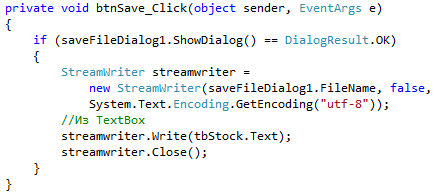 private void btnSave_Click(object sender, EventArgs e)
{
    if (saveFileDialog1.ShowDialog() == DialogResult.OK)
    {
        StreamWriter streamwriter =
            new StreamWriter(saveFileDialog1.FileName, false,
            System.Text.Encoding.GetEncoding("utf-8"));
        //Из TextBox
        streamwriter.Write(tbStock.Text);
        streamwriter.Close();
    }
}